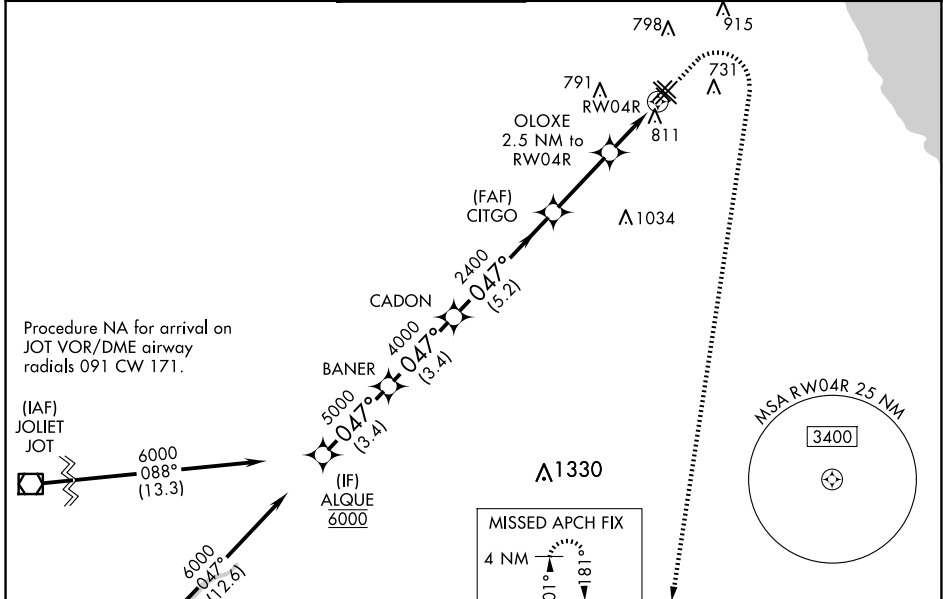 798
915
791
731
RW04R
811
OLOXE
2.5 NM to
RW04R
(FAF)
CITGO
1034
2400
047°
(5.2)
CADON
4000
047°
(3.4)
Procedure NA for arrival on
JOT VOR/DME airway
radials 091 CW 171.
BANER
5000
047°
(3.4)
MSA RW04R 25 NM
3400
(IAF)
JOLIET
JOT
6000
088°
(13.3)
(IF)
ALQUE
6000
1330
6000
047°
(12.6)
MISSED APCH FIX
4 NM
181°